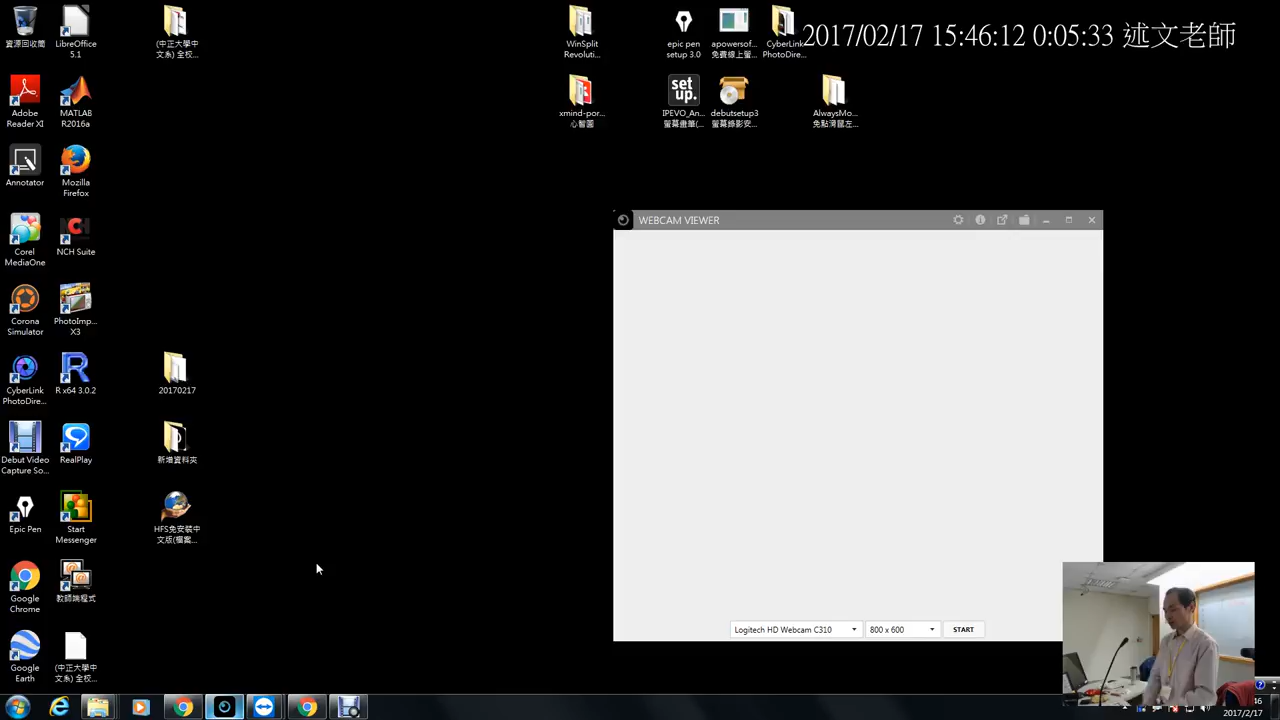 資源回收筒
LibreOffice
5.1
(中正大學中
文系) 全校...
WinSplit
Revoluti...
epic pen
setup 3.0
apowersof...
免費線上螢...
CyberLink
PhotoDire...
2017/02/17 15:46:12 0:05:33 述文老師
Adobe
Reader XI
MATLAB
R2016a
xmind-por...
心智圖
set
up.
IPEVO_An...
螢幕畫筆(...
debutsetup3
螢幕錄影安...
AlwaysMo...
免點滑鼠左...
Annotator
Mozilla
Firefox
WEBCAM VIEWER
Corel
MediaOne
NCH Suite
Corona
Simulator
PhotoImp...
X3
CyberLink
PhotoDire...
R x64 3.0.2
20170217
Debut Video
Capture So...
RealPlay
新增資料夾
Epic Pen
Start
Messenger
HFS免安裝中
文版(檔案...
Google
Chrome
教師端程式
Logitech HD Webcam C310
800 x 600
START
Google
Earth
(中正大學中
文系) 全校...
46
2017/2/17